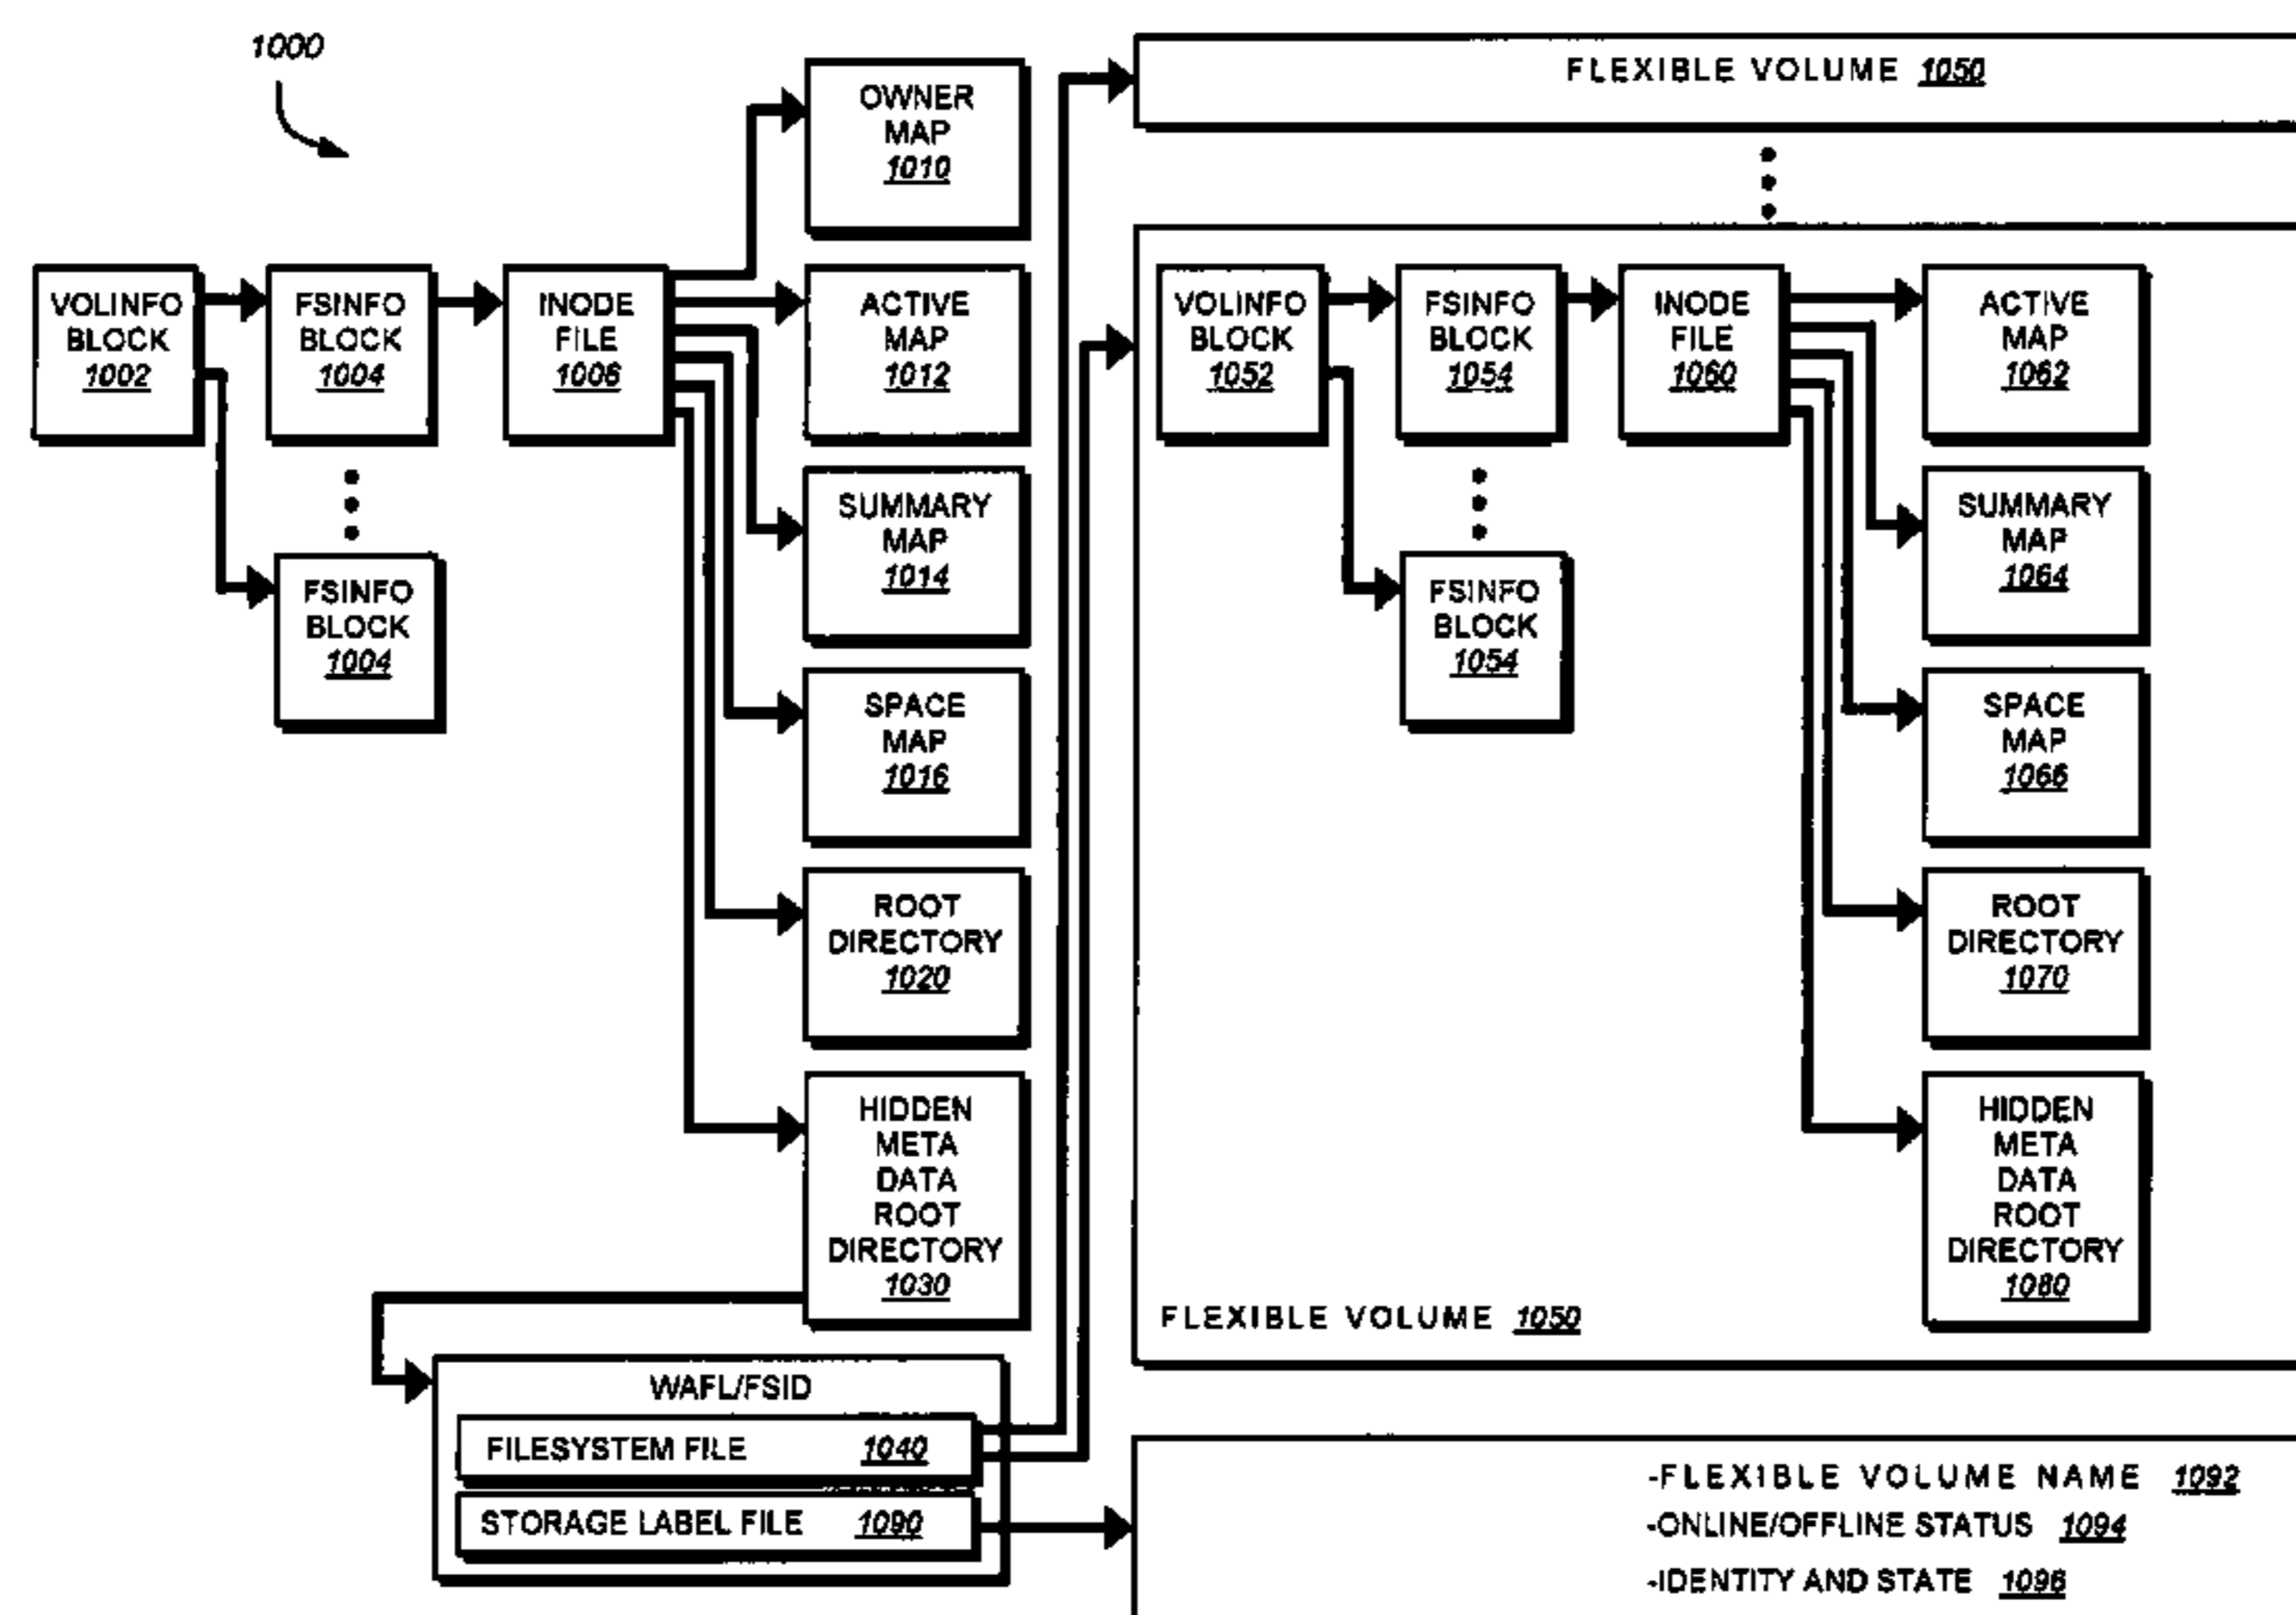 1000
OWNER
MAP
1010
FLEXIBLE VOLUME 1050
VOLINFO
BLOCK
1002
FSINFO
BLOCK
1004
INODE
FILE
1006
ACTIVE
MAP
1012
SUMMARY
MAP
1014
FSINFO
BLOCK
1004
SPACE
MAP
1016
ROOT
DIRECTORY
1020
HIDDEN
META
DATA
ROOT
DIRECTORY
1030
VOLINFO
BLOCK
1052
FSINFO
BLOCK
1054
INODE
FILE
1060
ACTIVE
MAP
1062
SUMMARY
MAP
1064
FSINFO
BLOCK
1054
SPACE
MAP
1066
ROOT
DIRECTORY
1070
HIDDEN
META
DATA
ROOT
DIRECTORY
1080
FLEXIBLE VOLUME 1050
WAFL/FSID
FILESYSTEM FILE 1040
STORAGE LABEL FILE 1090
-FLEXIBLE VOLUME NAME 1092
-ONLINE/OFFLINE STATUS 1094
-IDENTITY AND STATE 1096